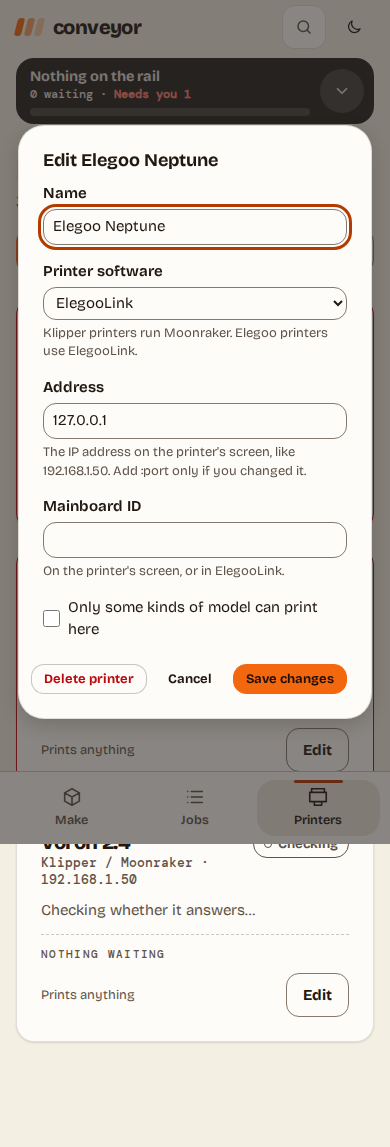 conveyor
Nothing on the rail
0 waiting · Needs you 1
Edit Elegoo Neptune
Name
Elegoo Neptune
Printer software
ElegooLink
Klipper printers run Moonraker. Elegoo printers
use ElegooLink.
Address
127.0.0.1
The IP address on the printer's screen, like
192.168.1.50. Add :port only if you changed it.
Mainboard ID
On the printer's screen, or in ElegooLink.
Only some kinds of model can print
here
Delete printer Cancel Save changes
Prints anything Edit
Make Jobs Printers
Voron 2.4 Checking
Klipper / Moonraker ·
192.168.1.50
Checking whether it answers…
NOTHING WAITING
Prints anything Edit